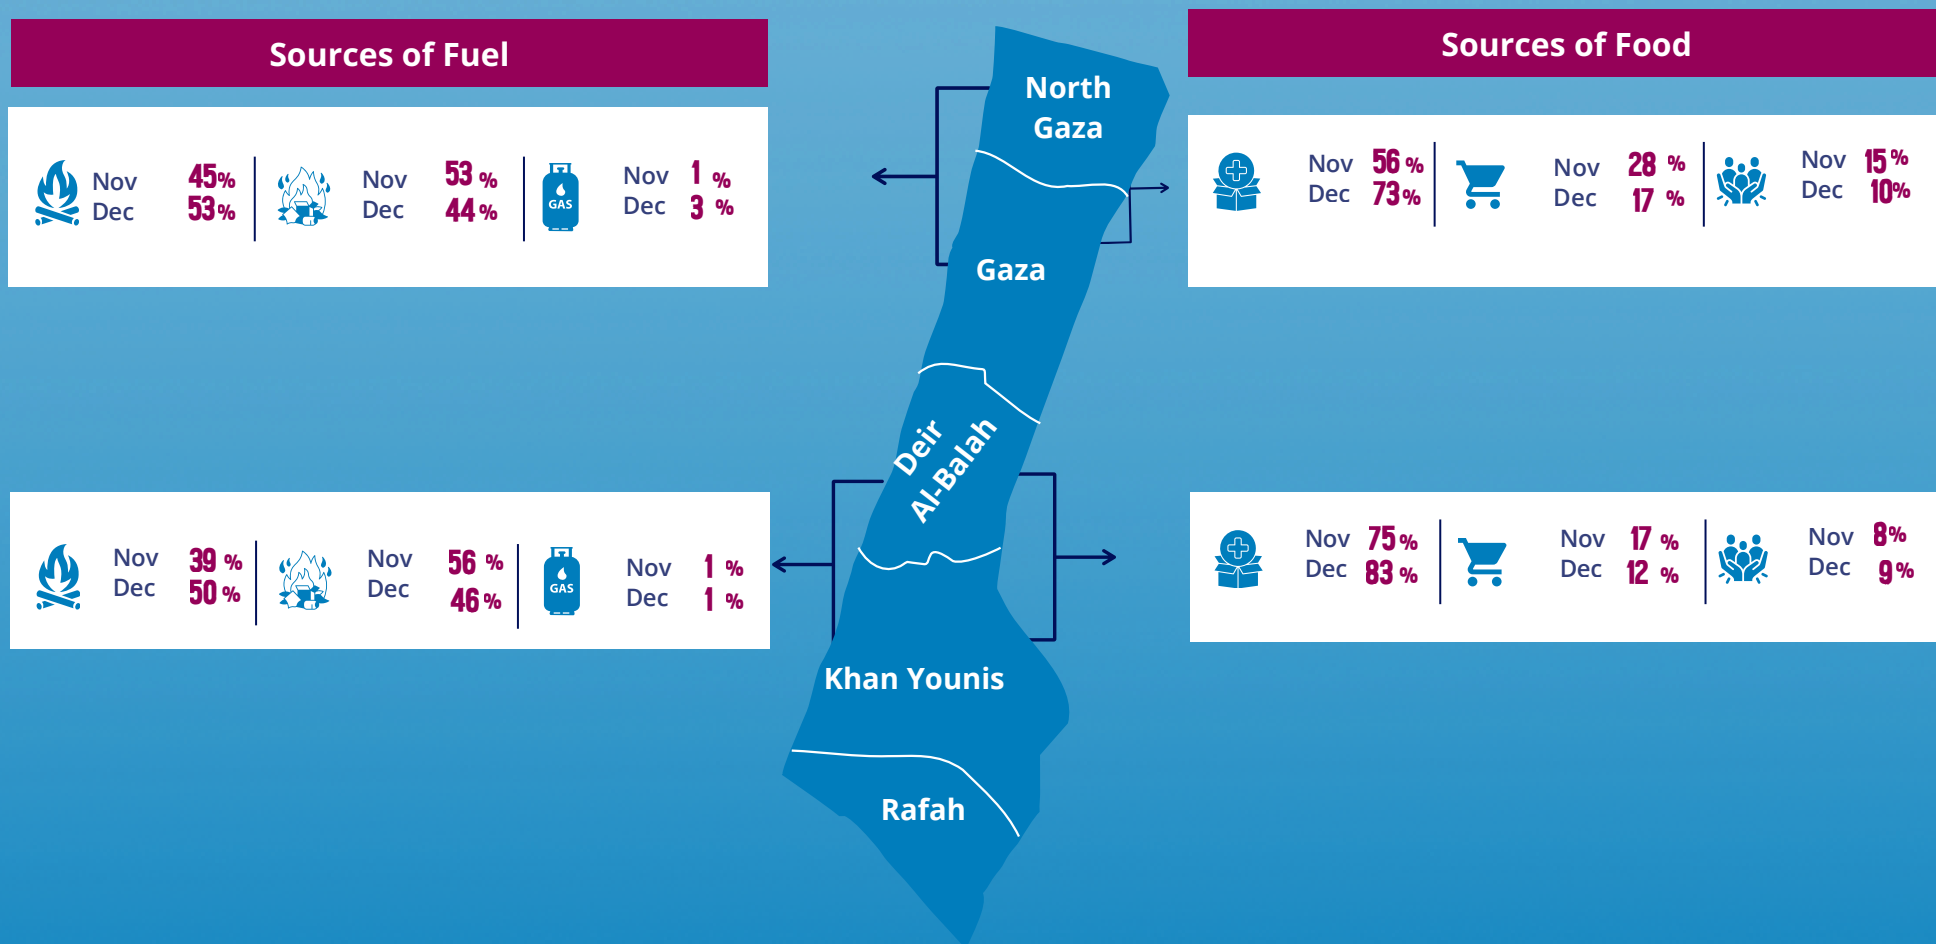 Sources of Fuel
Sources of Food
Nov 45%
Dec 53%
Nov 53 %
Dec 44%
GAS
Nov 1 %
Dec 3 %
North
Gaza
Gaza
Nov 56 %
Dec 73%
Nov 28 %
Dec 17 %
Nov 15%
Dec 10%
Deir
Al-Balah
Nov 39 %
Dec 50 %
Nov 56 %
Dec 46 %
GAS
Nov 1 %
Dec 1 %
Nov 75 %
Dec 83 %
Nov 17 %
Dec 12 %
Nov 8%
Dec 9%
Khan Younis
Rafah